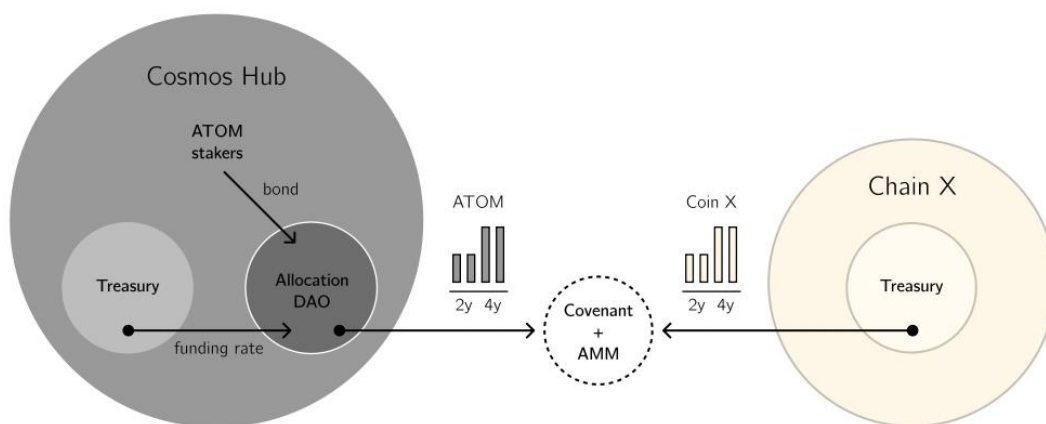 Cosmos Hub
ATOM
stakers
bond
Treasury
Allocation
DAO
funding rate
ATOM
2y 4y
Covenant
+
AMM
Coin X
2y 4y
Chain X
Treasury